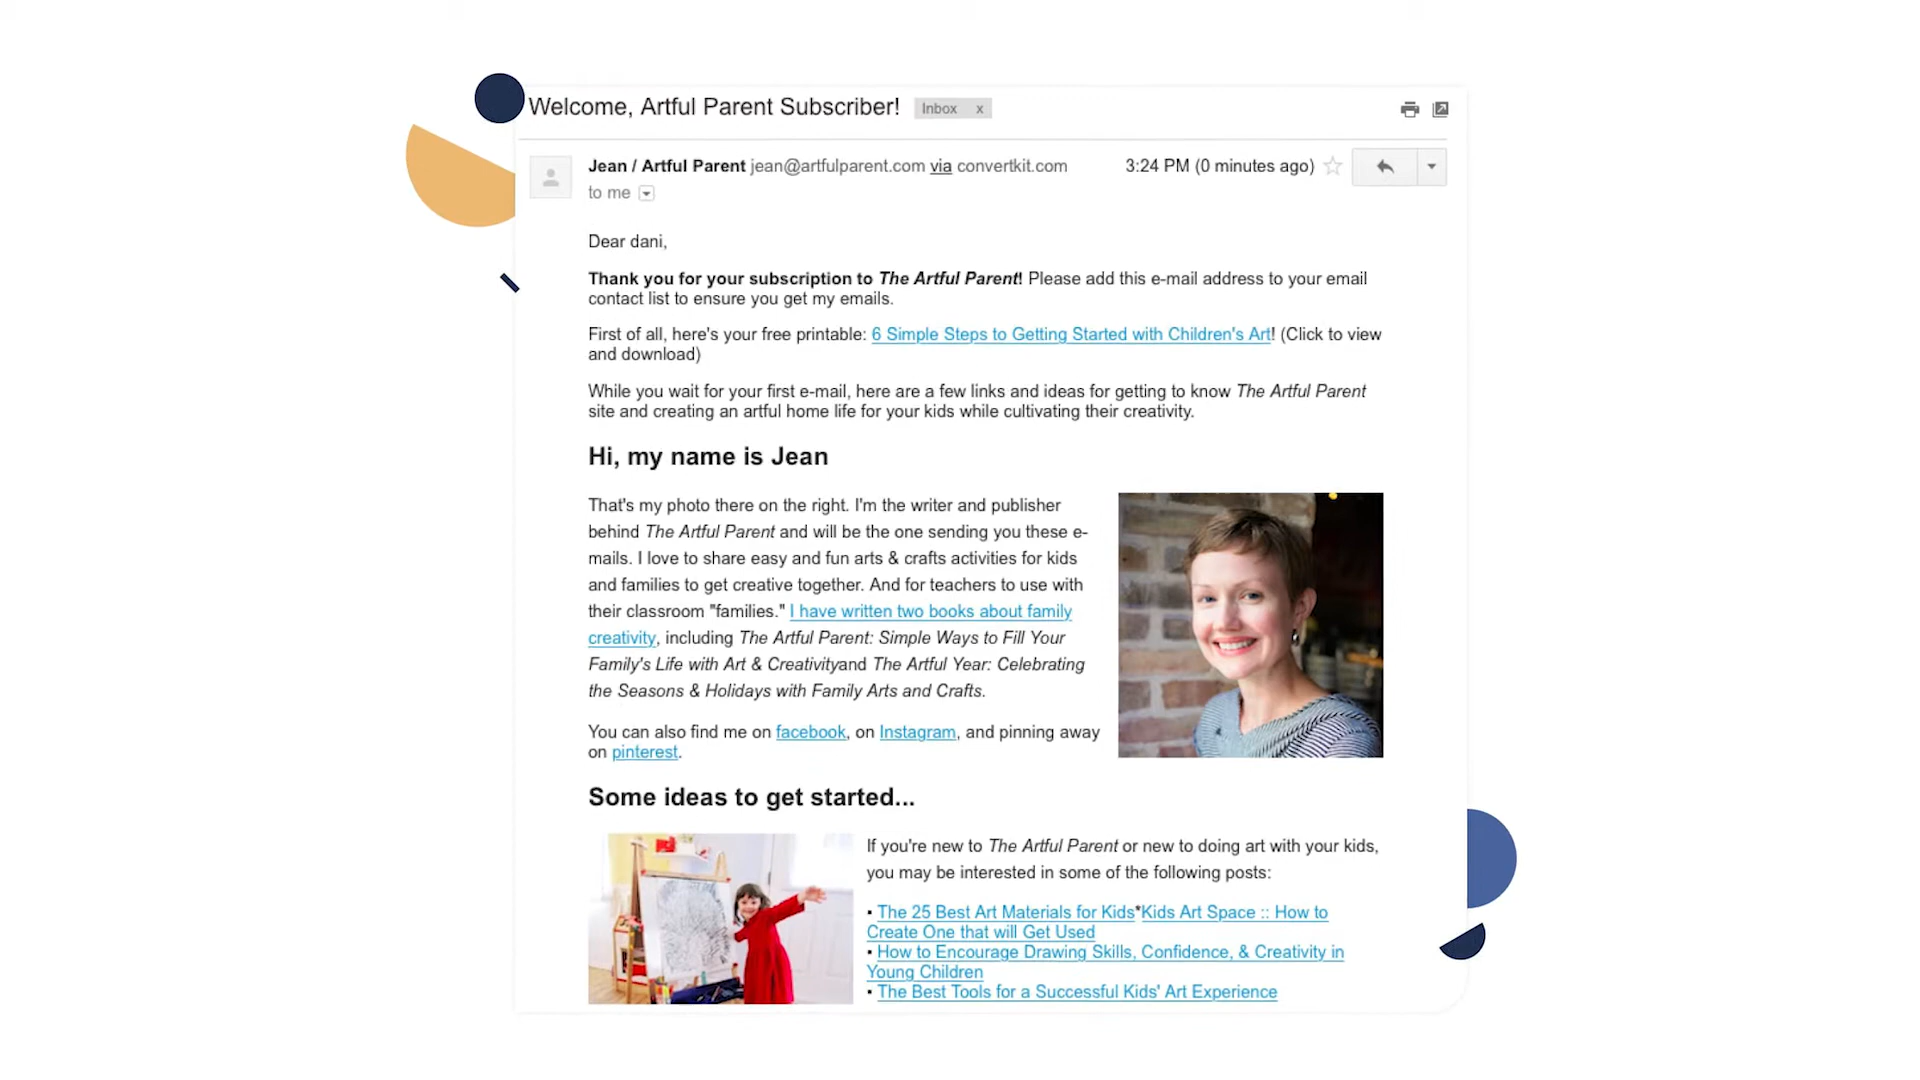 Welcome, Artful Parent Subscriber! Inbox x
Jean / Artful Parent jean@artfulparent.com via convertkit.com 3:24 PM (0 minutes ago)
to me
Dear dani,
Thank you for your subscription to The Artful Parent! Please add this e-mail address to your email
contact list to ensure you get my emails.
First of all, here's your free printable: 6 Simple Steps to Getting Started with Children's Art! (Click to view
and download)
While you wait for your first e-mail, here are a few links and ideas for getting to know The Artful Parent
site and creating an artful home life for your kids while cultivating their creativity.
Hi, my name is Jean
That's my photo there on the right. I'm the writer and publisher
behind The Artful Parent and will be the one sending you these e-
mails. I love to share easy and fun arts & crafts activities for kids
and families to get creative together. And for teachers to use with
their classroom "families." I have written two books about family
creativity, including The Artful Parent: Simple Ways to Fill Your
Family's Life with Art & Creativityand The Artful Year: Celebrating
the Seasons & Holidays with Family Arts and Crafts.
You can also find me on facebook, on Instagram, and pinning away
on pinterest.
Some ideas to get started...
If you're new to The Artful Parent or new to doing art with your kids,
you may be interested in some of the following posts:
• The 25 Best Art Materials for Kids*Kids Art Space :: How to
Create One that will Get Used
• How to Encourage Drawing Skills, Confidence, & Creativity in
Young Children
• The Best Tools for a Successful Kids' Art Experience